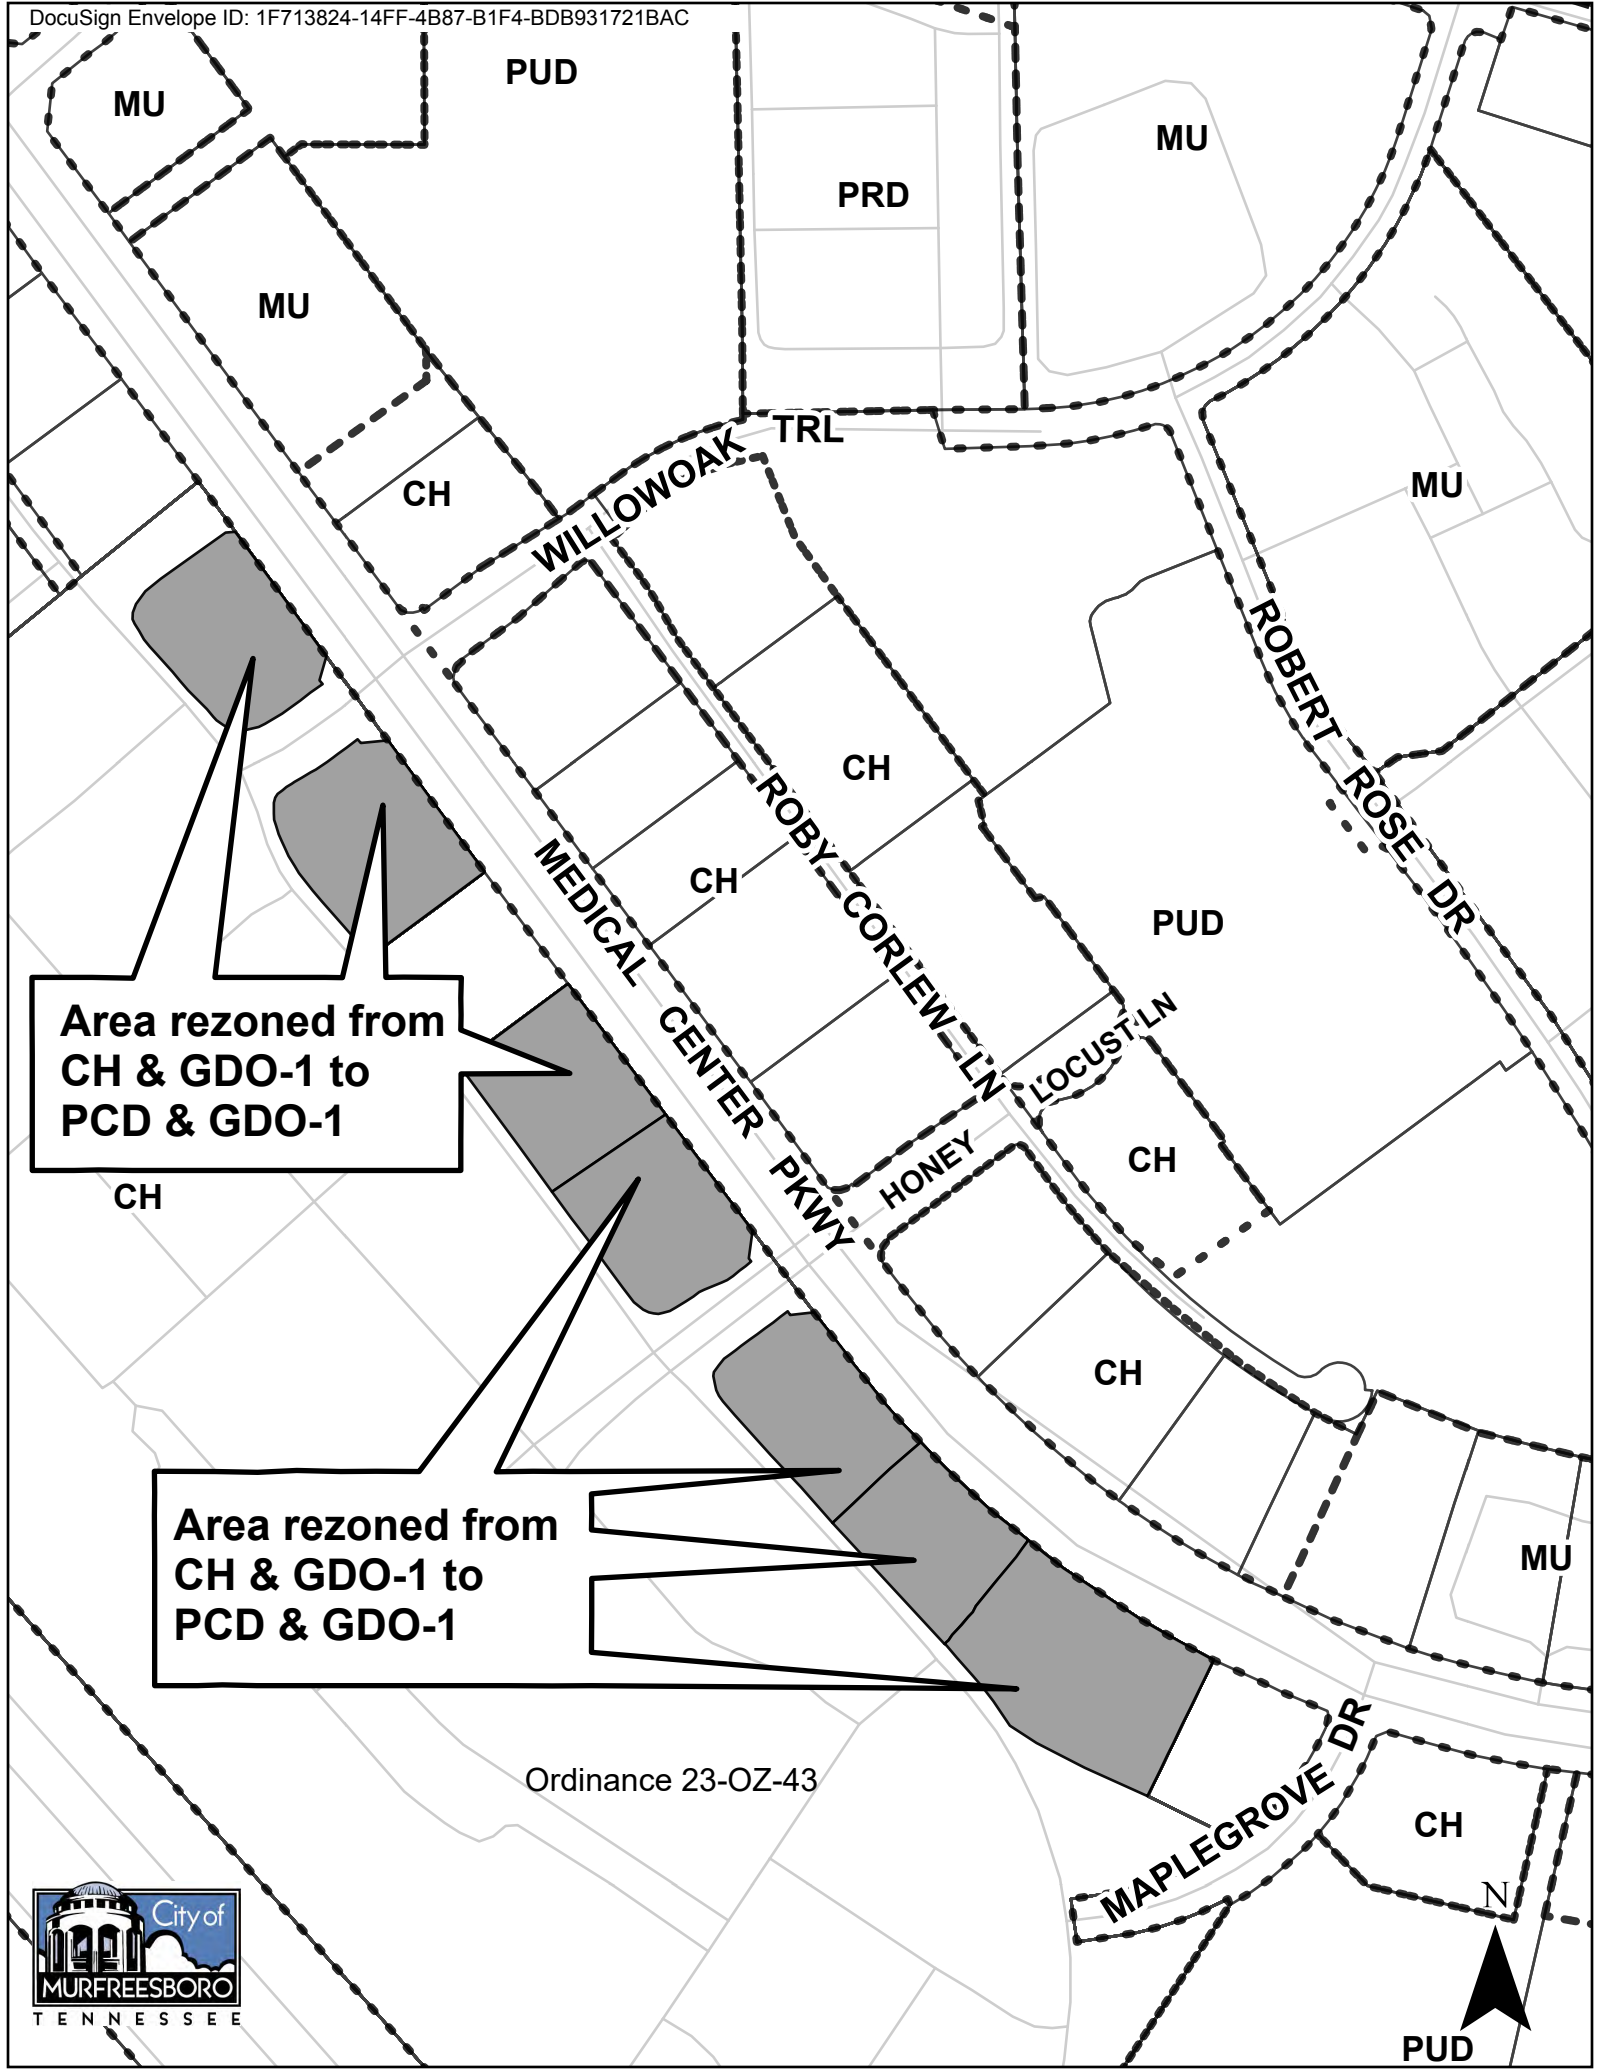 DocuSign Envelope ID: 1F713824-14FF-4B87-B1F4-BDB931721BAC
PUD
MU
MU
PRD
MU
TRL
WILLOWOAK
CH
MU
ROBERT
ROSE
DR
CH
ROBY
CORLEW
LN
MEDICAL
CENTER
PKWY
CH
PUD
Area rezoned from
CH & GDO-1 to
PCD & GDO-1
LOCUST LN
HONEY
CH
CH
CH
Area rezoned from
CH & GDO-1 to
PCD & GDO-1
MU
MAPLEGROVE
DR
Ordinance 23-OZ-43
CH
N
City of
MURFREESBORO
TENNESSEE
PUD